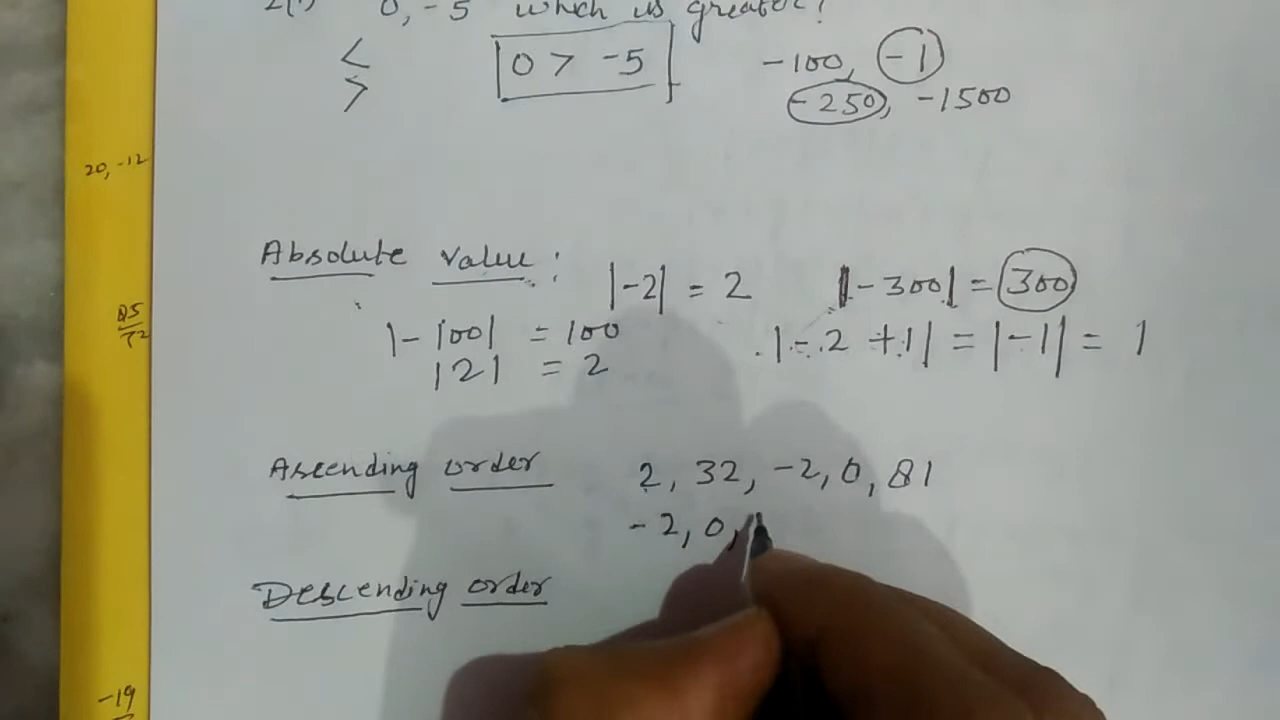 0, -5 which is greater?
<
0 > -5
-100, -1
>
-250, -1500
20, -12
Absolute value:
|-2| = 2
|-300| = 300
|-100| = 100
|-2 +1| = |-1| = 1
|2| = 2
Ascending order
2, 32, -2, 0, 81
-2, 0,
Descending order
-19